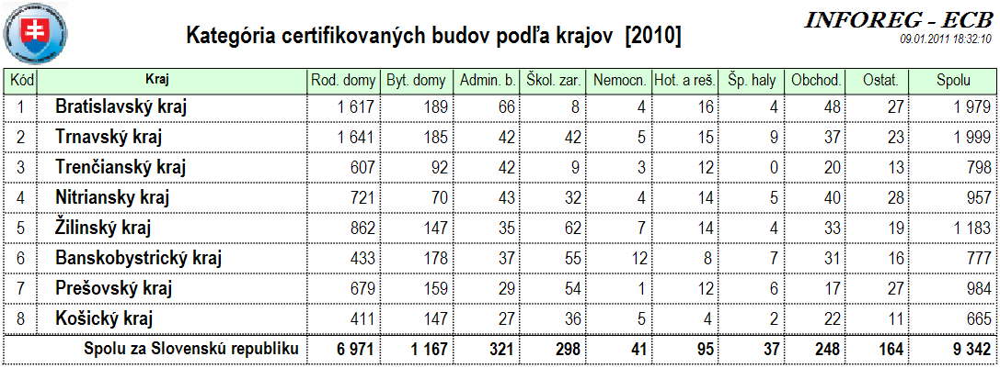 INFOREG - ECB
Kategória certifikovaných budov podľa krajov [2010]
09.01.2011 18:32:10
Kód Kraj Rod. domy Byt. domy Admin. b. Škol. zar. Nemocn. Hot. a reš. Šp. haly Obchod. Ostat. Spolu
1 Bratislavský kraj 1 617 189 66 8 4 16 4 48 27 1 979
2 Trnavský kraj 1 641 185 42 42 5 15 9 37 23 1 999
3 Trenčianský kraj 607 92 42 9 3 12 0 20 13 798
4 Nitriansky kraj 721 70 43 32 4 14 5 40 28 957
5 Žilinský kraj 862 147 35 62 7 14 4 33 19 1 183
6 Banskobystrický kraj 433 178 37 55 12 8 7 31 16 777
7 Prešovský kraj 679 159 29 54 1 12 6 17 27 984
8 Košický kraj 411 147 27 36 5 4 2 22 11 665
Spolu za Slovenskú republiku 6 971 1 167 321 298 41 95 37 248 164 9 342